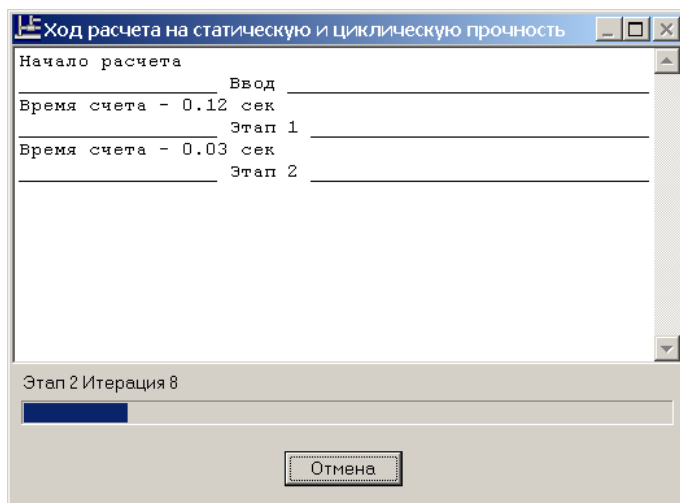 Ход расчета на статическую и циклическую прочность
Начало расчета
Ввод
Время счета - 0.12 сек
Этап 1
Время счета - 0.03 сек
Этап 2
Этап 2 Итерация 8
Отмена